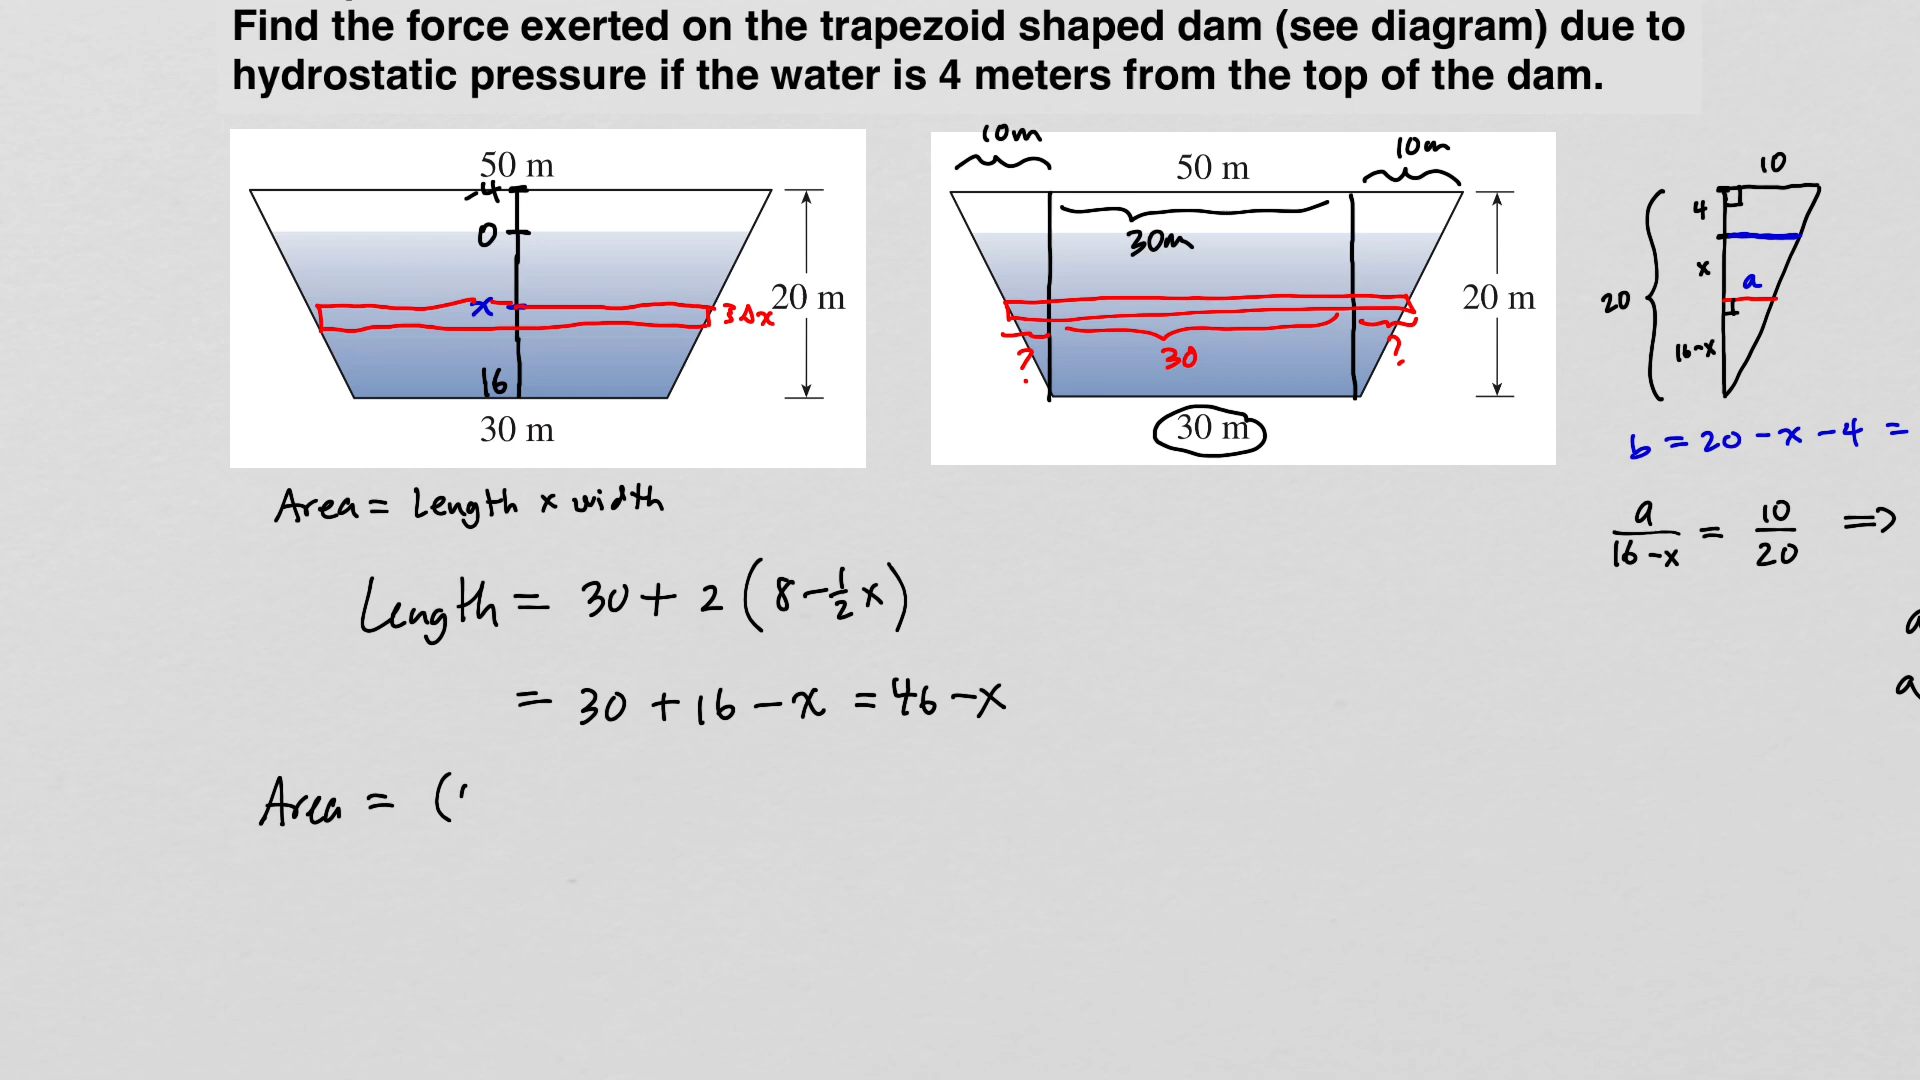 Find the force exerted on the trapezoid shaped dam (see diagram) due to
hydrostatic pressure if the water is 4 meters from the top of the dam.
50 m
-4
0
x
16
30 m
20 m
Δx
10m
10m
50 m
30m
30
?
?
30 m
20 m
10
4
x
a
20
16-x
b = 20 - x - 4 =
a/(16-x) = 10/20 ⇒
Area = Length x width
Length = 30 + 2 (8 - 1/2 x)
= 30 + 16 - x = 46 - x
a
a
Area = (